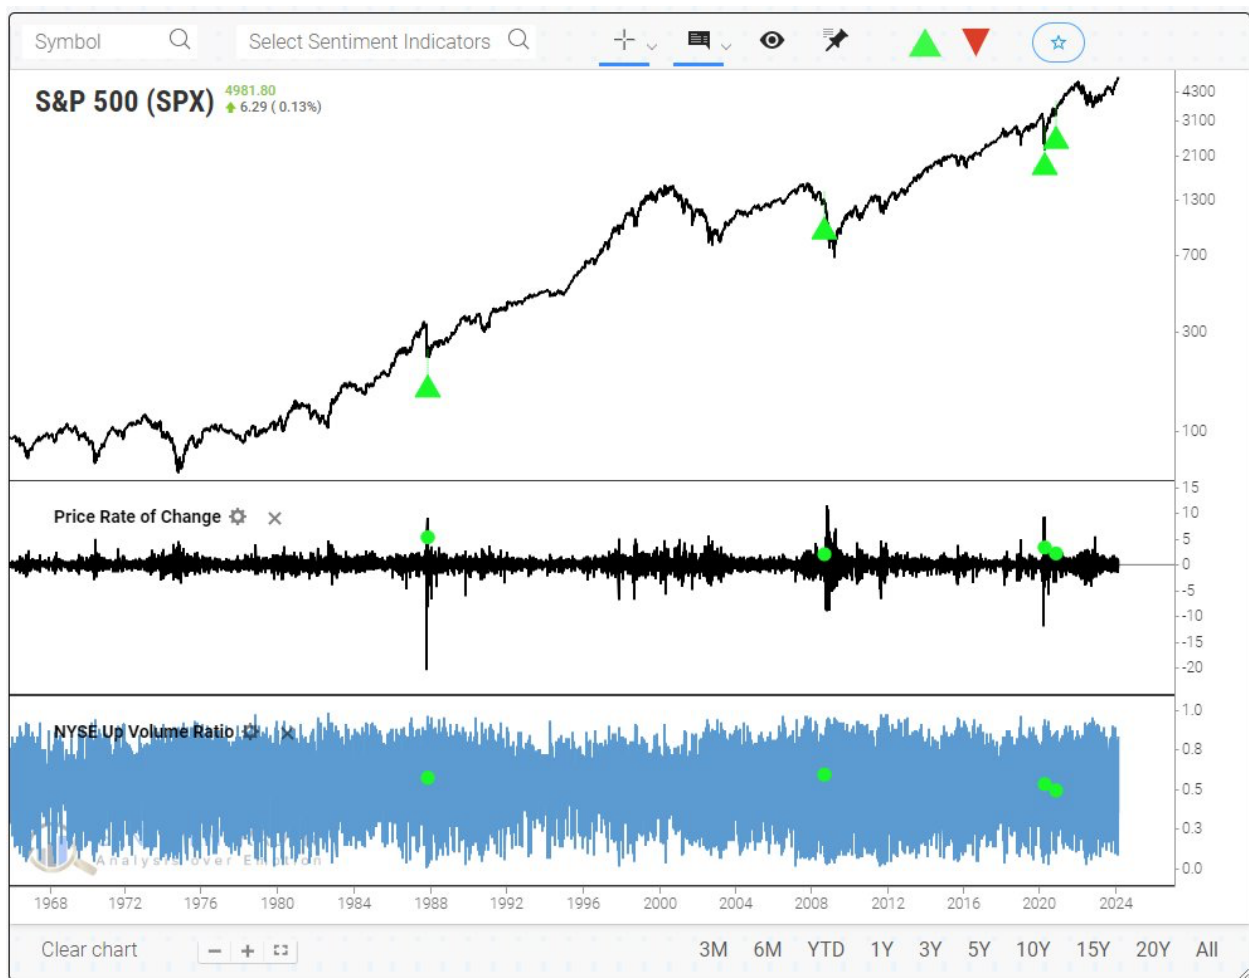 Symbol Select Sentiment Indicators
S&P 500 (SPX) 4981.80
6.29 ( 0.13%)
4300
3100
2100
1300
700
300
100
Price Rate of Change
15
10
5
0
-5
-10
-15
-20
NYSE Up Volume Ratio
1.0
0.8
0.5
0.3
0.0
Analysis over Emotion
1968 1972 1976 1980 1984 1988 1992 1996 2000 2004 2008 2012 2016 2020 2024
Clear chart 3M 6M YTD 1Y 3Y 5Y 10Y 15Y 20Y All